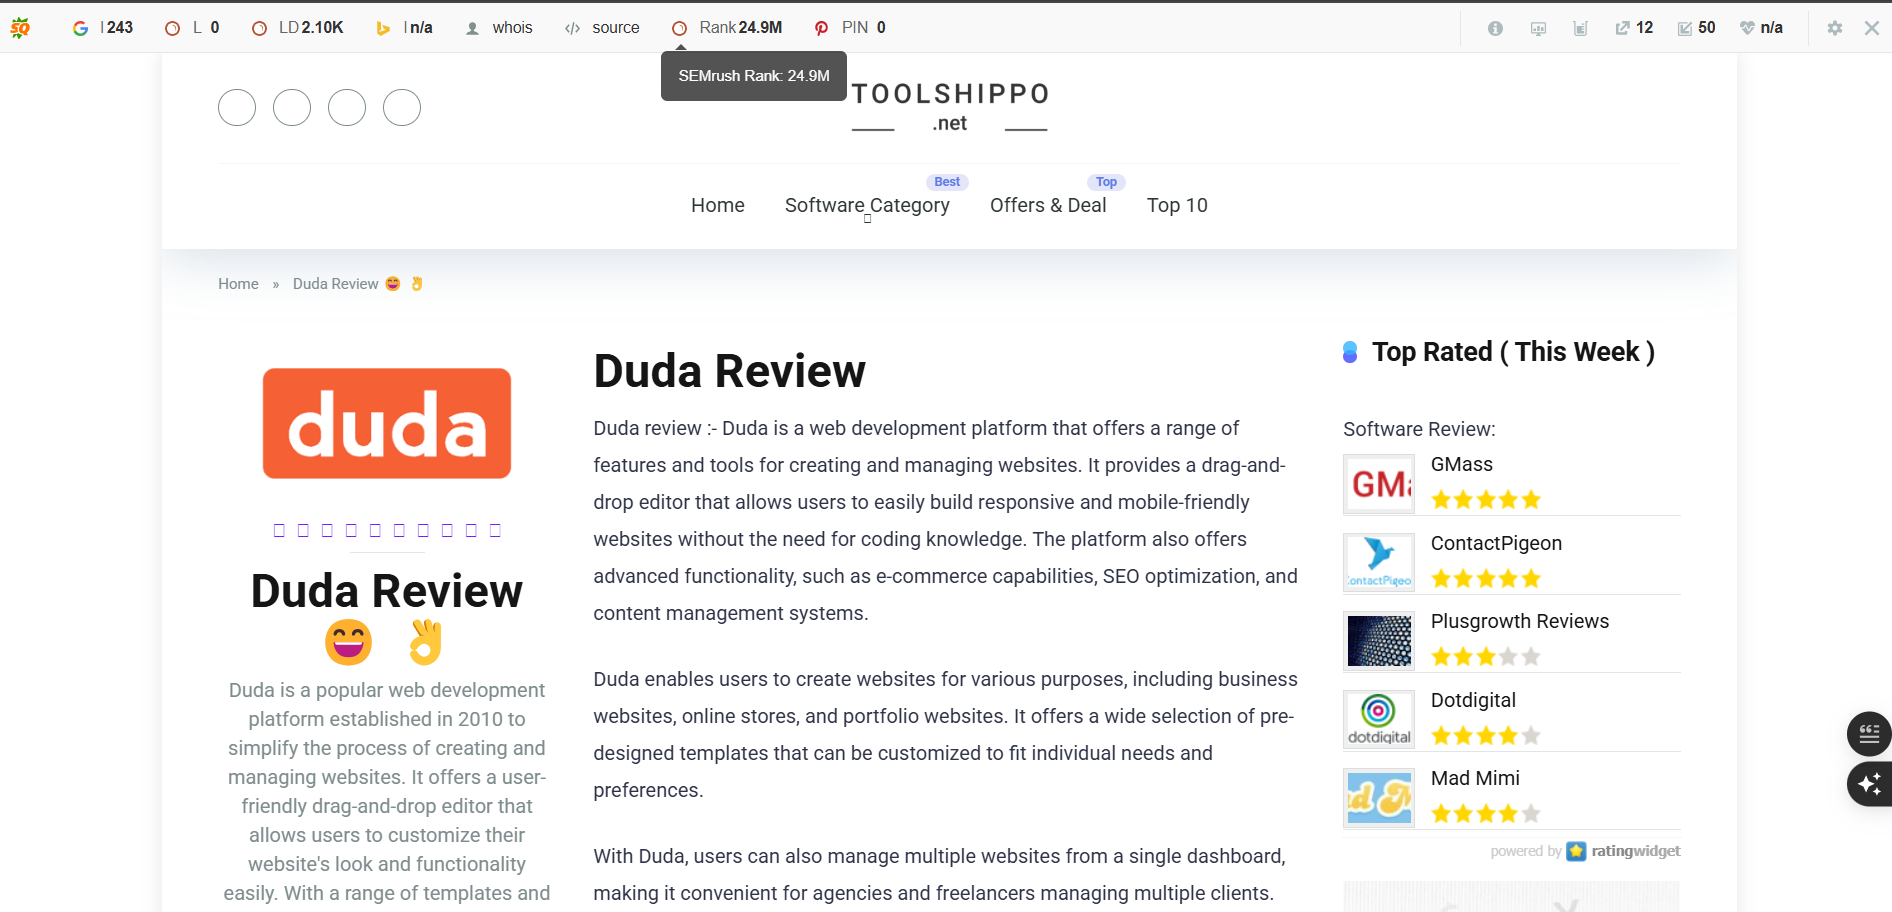 I 243 L 0 LD 2.10K I n/a whois source Rank 24.9M PIN 0 12 50 n/a
SEMrush Rank: 24.9M
TOOLSHIPPO
.net
Best Top
Home Software Category Offers & Deal Top 10
Home » Duda Review 😄 👌
duda
Duda Review
😄 👌
Duda is a popular web development
platform established in 2010 to
simplify the process of creating and
managing websites. It offers a user-
friendly drag-and-drop editor that
allows users to customize their
website's look and functionality
easily. With a range of templates and
Duda Review
Duda review :- Duda is a web development platform that offers a range of
features and tools for creating and managing websites. It provides a drag-and-
drop editor that allows users to easily build responsive and mobile-friendly
websites without the need for coding knowledge. The platform also offers
advanced functionality, such as e-commerce capabilities, SEO optimization, and
content management systems.
Duda enables users to create websites for various purposes, including business
websites, online stores, and portfolio websites. It offers a wide selection of pre-
designed templates that can be customized to fit individual needs and
preferences.
With Duda, users can also manage multiple websites from a single dashboard,
making it convenient for agencies and freelancers managing multiple clients.
Top Rated ( This Week )
Software Review:
GMass
ContactPigeon
Plusgrowth Reviews
Dotdigital
dotdigital
Mad Mimi
powered by ratingwidget